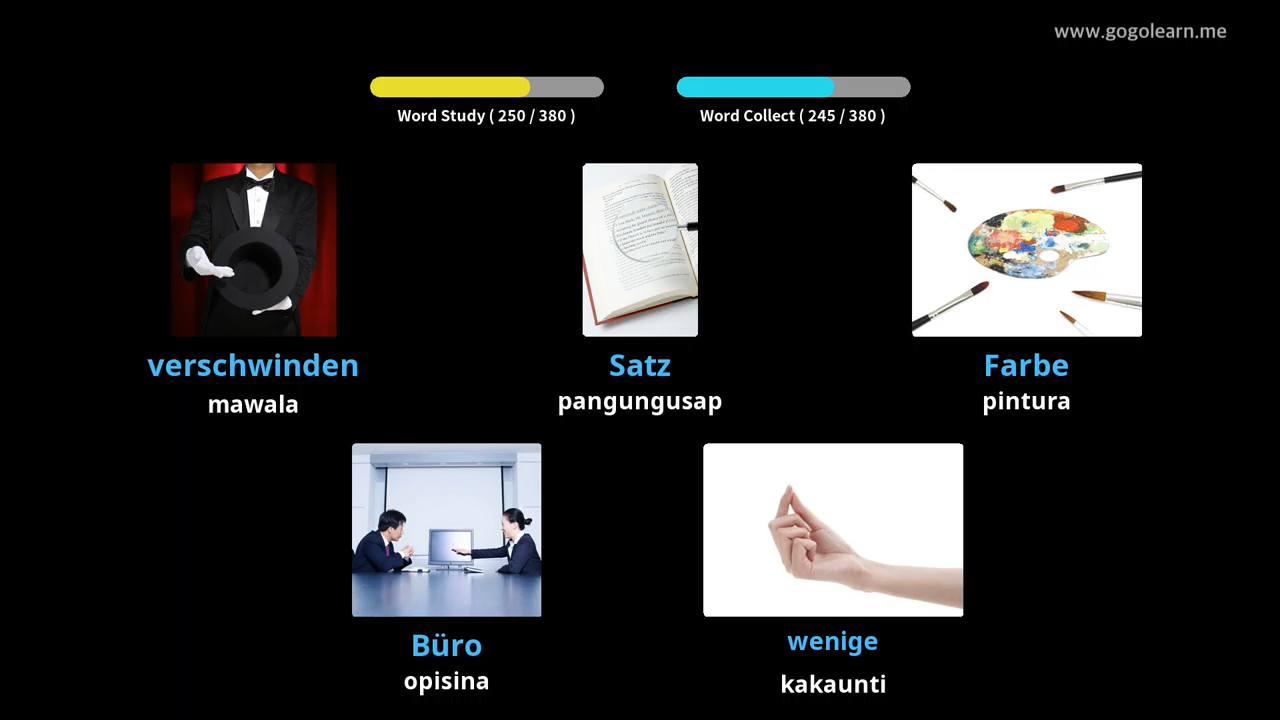 www.gogolearn.me
Word Study ( 250 / 380 )
Word Collect ( 245 / 380 )
verschwinden
mawala
Satz
pangungusap
Farbe
pintura
Büro
opisina
wenige
kakaunti